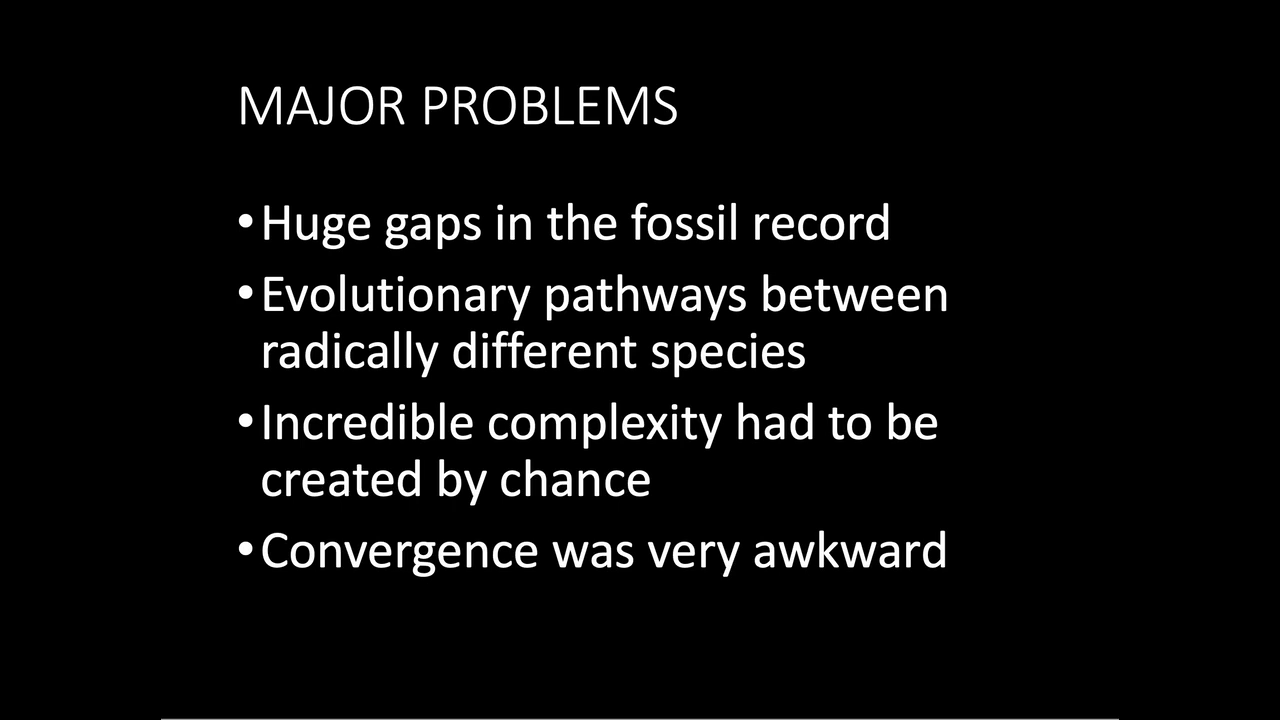 MAJOR PROBLEMS
•Huge gaps in the fossil record
•Evolutionary pathways between
radically different species
•Incredible complexity had to be
created by chance
•Convergence was very awkward